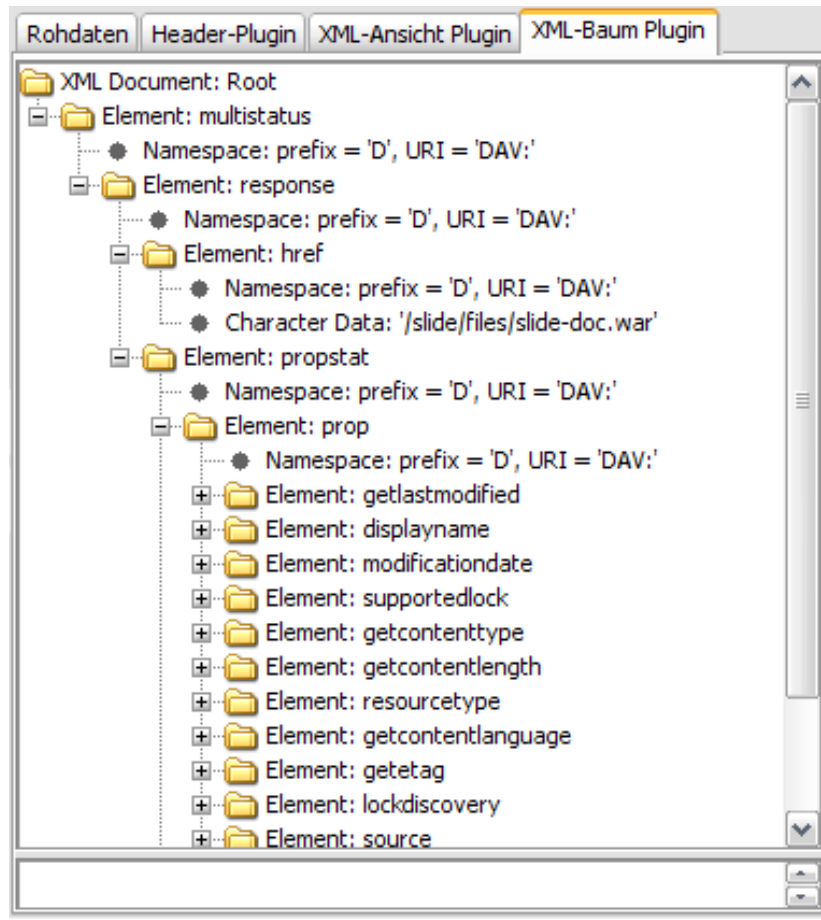 Rohdaten Header-Plugin XML-Ansicht Plugin XML-Baum Plugin
XML Document: Root
Element: multistatus
Namespace: prefix = 'D', URI = 'DAV:'
Element: response
Namespace: prefix = 'D', URI = 'DAV:'
Element: href
Namespace: prefix = 'D', URI = 'DAV:'
Character Data: '/slide/files/slide-doc.war'
Element: propstat
Namespace: prefix = 'D', URI = 'DAV:'
Element: prop
Namespace: prefix = 'D', URI = 'DAV:'
Element: getlastmodified
Element: displayname
Element: modificationdate
Element: supportedlock
Element: getcontenttype
Element: getcontentlength
Element: resourcetype
Element: getcontentlanguage
Element: getetag
Element: lockdiscovery
Element: source